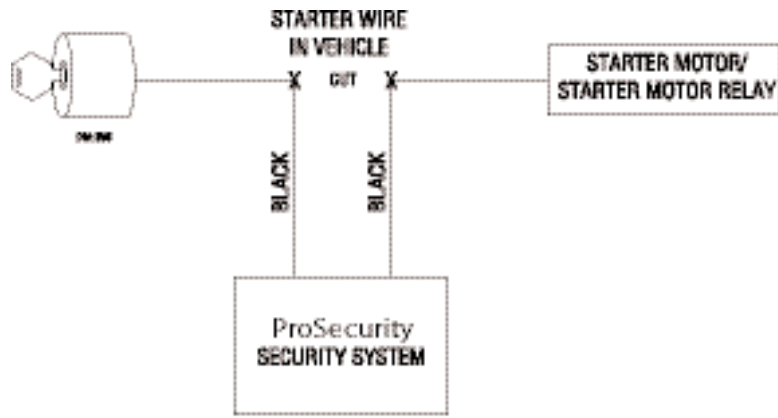 STARTER WIRE
IN VEHICLE
CUT
STARTER MOTOR/
STARTER MOTOR RELAY
BLACK
BLACK
ProSecurity
SECURITY SYSTEM